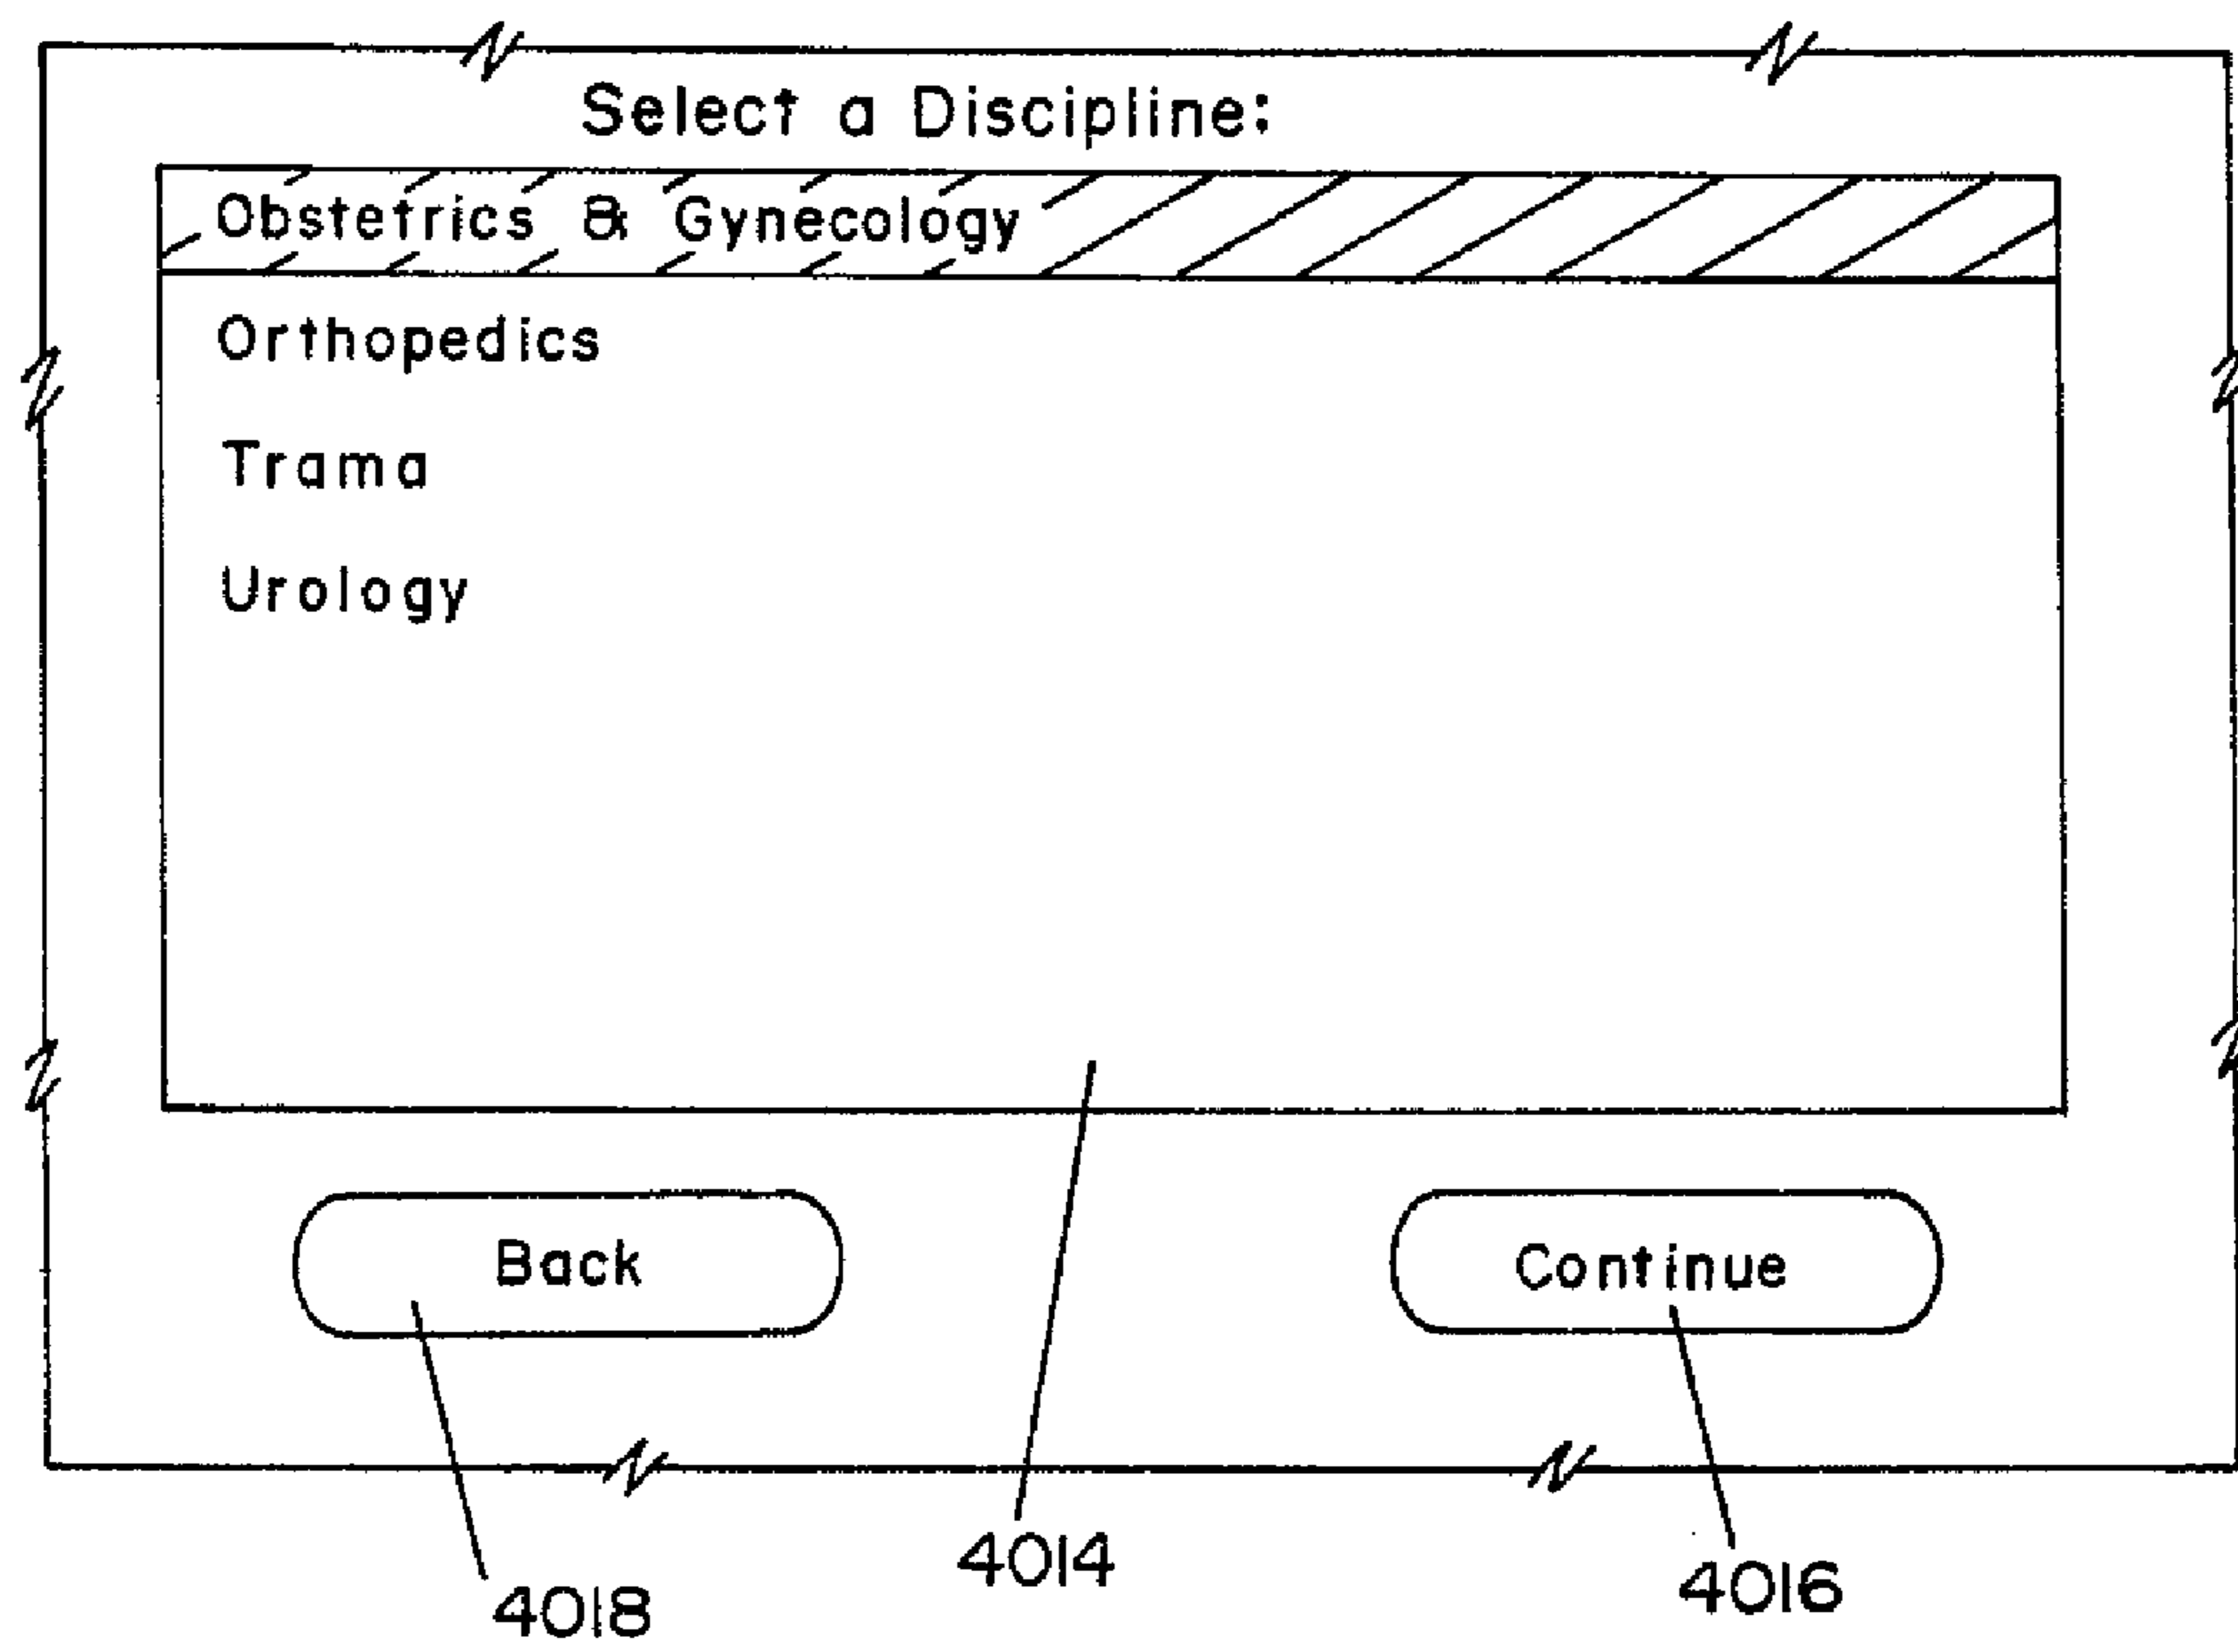 Select a Discipline:
Obstetrics & Gynecology
Orthopedics
Trama
Urology
Back
Continue
4014
4016
4018